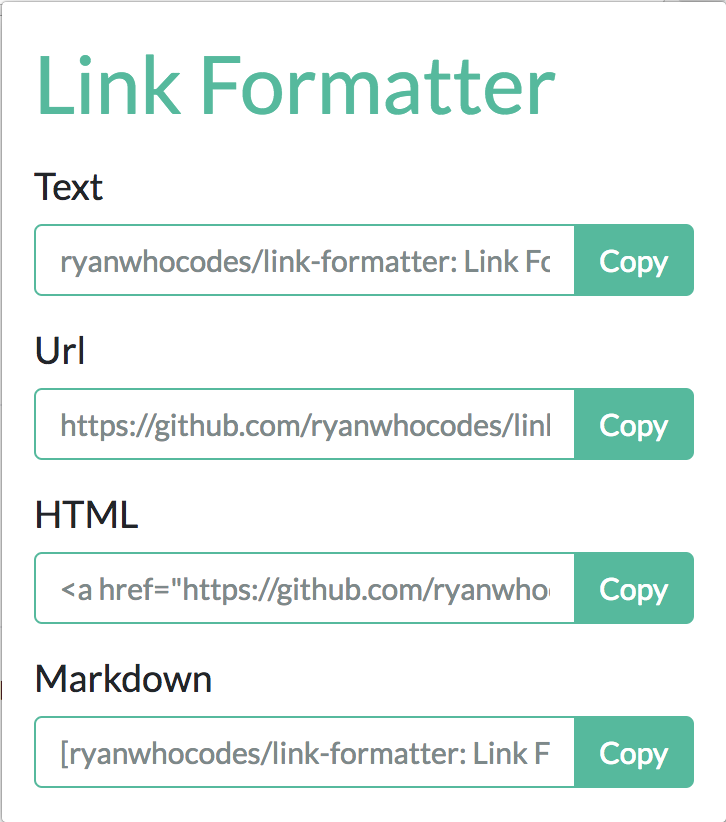 Link Formatter
Text
ryanwhocodes/link-formatter: Link Fo
Copy
Url
https://github.com/ryanwhocodes/link
Copy
HTML
<a href="https://github.com/ryanwho
Copy
Markdown
[ryanwhocodes/link-formatter: Link F
Copy